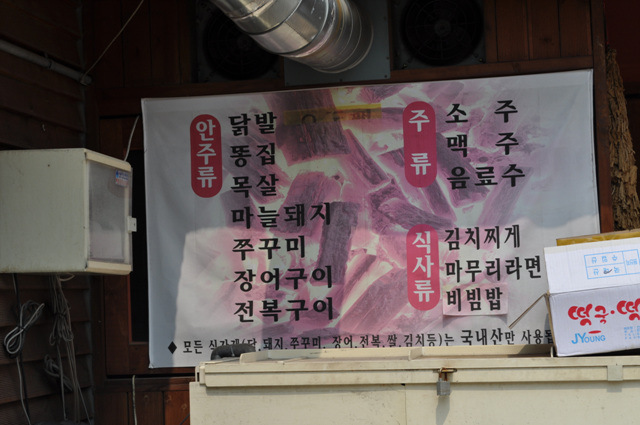 안주류
닭발
똥집
목살
마늘돼지
쭈꾸미
장어구이
전복구이
주류
소주
맥주
음료수
식사류
김치찌게
마무리라면
비빔밥
◆ 모든 식자재(닭,돼지,쭈꾸미, 장어,전복,쌀,김치등)는 국내산만 사용
떡국·떡
JYOUNG